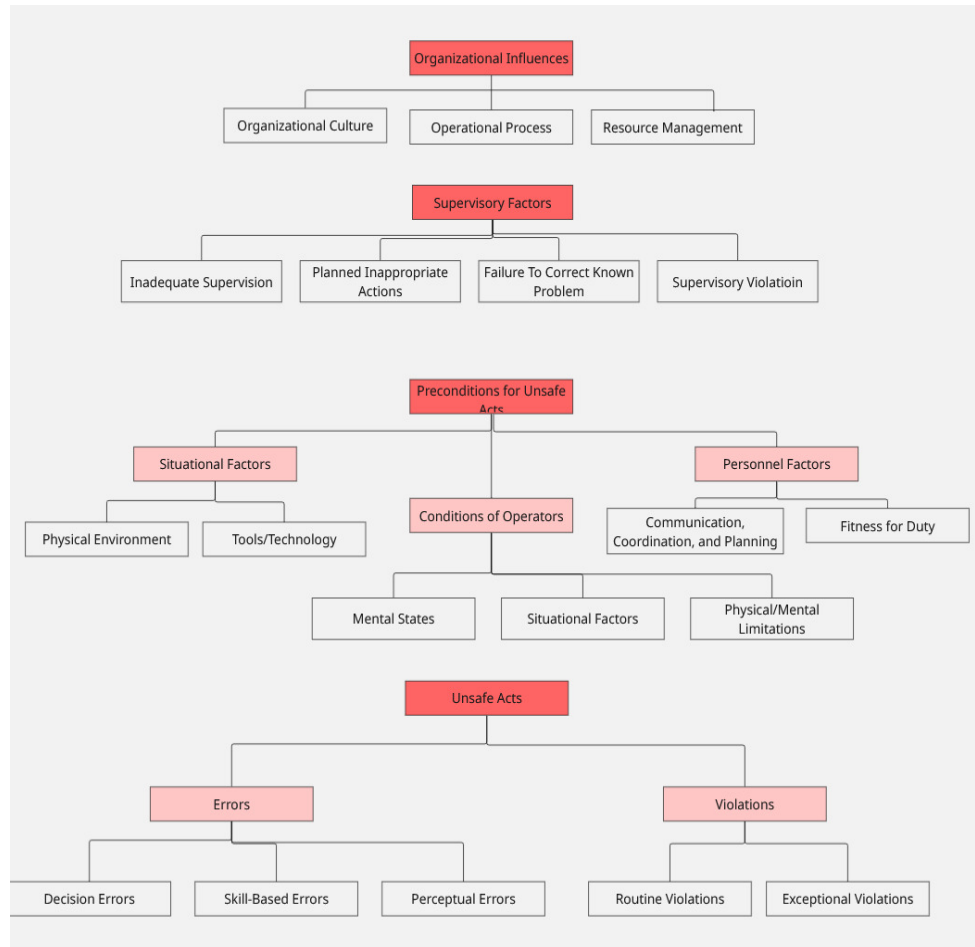 Organizational Influences
Organizational Culture
Operational Process
Resource Management
Supervisory Factors
Inadequate Supervision
Planned Inappropriate
Actions
Failure To Correct Known
Problem
Supervisory Violatioin
Preconditions for Unsafe
Acts
Situational Factors
Personnel Factors
Physical Environment
Tools/Technology
Conditions of Operators
Communication,
Coordination, and Planning
Fitness for Duty
Mental States
Situational Factors
Physical/Mental
Limitations
Unsafe Acts
Errors
Violations
Decision Errors
Skill-Based Errors
Perceptual Errors
Routine Violations
Exceptional Violations